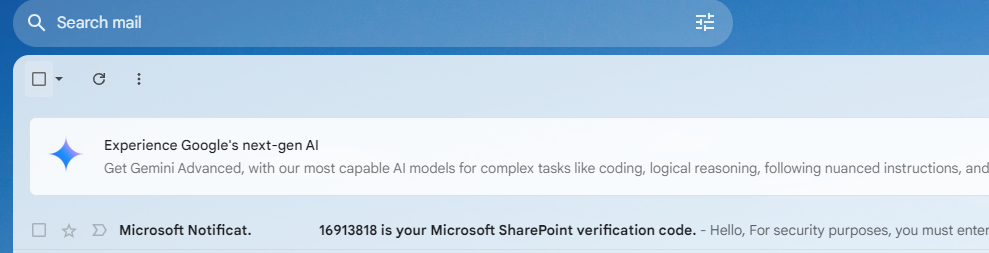 Search mail
Experience Google's next-gen AI
Get Gemini Advanced, with our most capable AI models for complex tasks like coding, logical reasoning, following nuanced instructions, and
Microsoft Notificat. 16913818 is your Microsoft SharePoint verification code. - Hello, For security purposes, you must enter